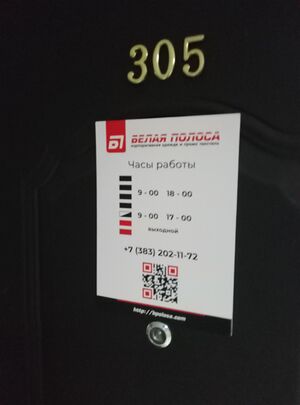 305
БЕЛАЯ ПОЛОСА
корпоративная одежда и промо текстиль
Часы работы
9 - 00 18 - 00
9 - 00 17 - 00
выходной
+7 (383) 202-11-72
http://bpolosa.com